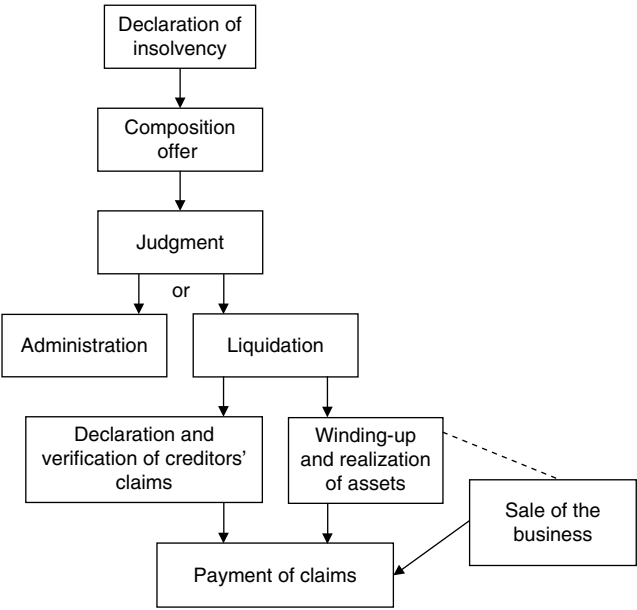 Declaration of
insolvency
Composition
offer
Judgment
or
Administration
Liquidation
Declaration and
verification of creditors'
claims
Winding-up
and realization
of assets
Sale of the
business
Payment of claims